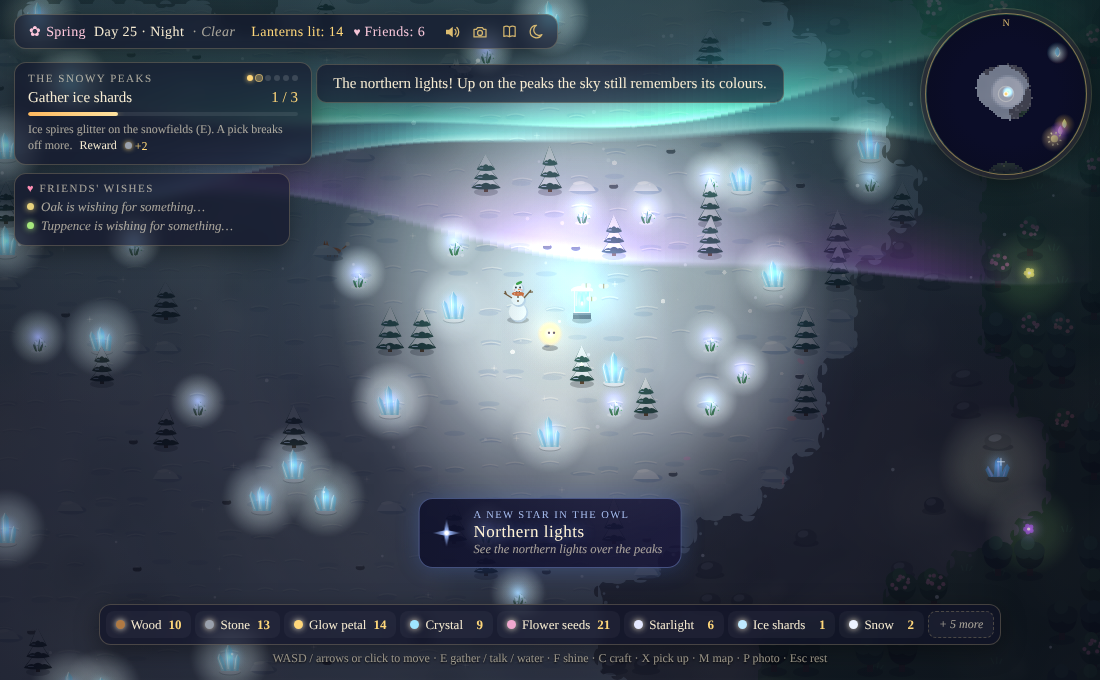 ✿ Spring Day 25 · Night · Clear Lanterns lit: 14 ♥ Friends: 6
THE SNOWY PEAKS
Gather ice shards 1 / 3
Ice spires glitter on the snowfields (E). A pick breaks
off more. Reward +2
The northern lights! Up on the peaks the sky still remembers its colours.
N
♥ FRIENDS' WISHES
Oak is wishing for something…
Tuppence is wishing for something…
A NEW STAR IN THE OWL
Northern lights
See the northern lights over the peaks
Wood 10 Stone 13 Glow petal 14 Crystal 9 Flower seeds 21 Starlight 6 Ice shards 1 Snow 2 + 5 more
WASD / arrows or click to move · E gather / talk / water · F shine · C craft · X pick up · M map · P photo · Esc rest